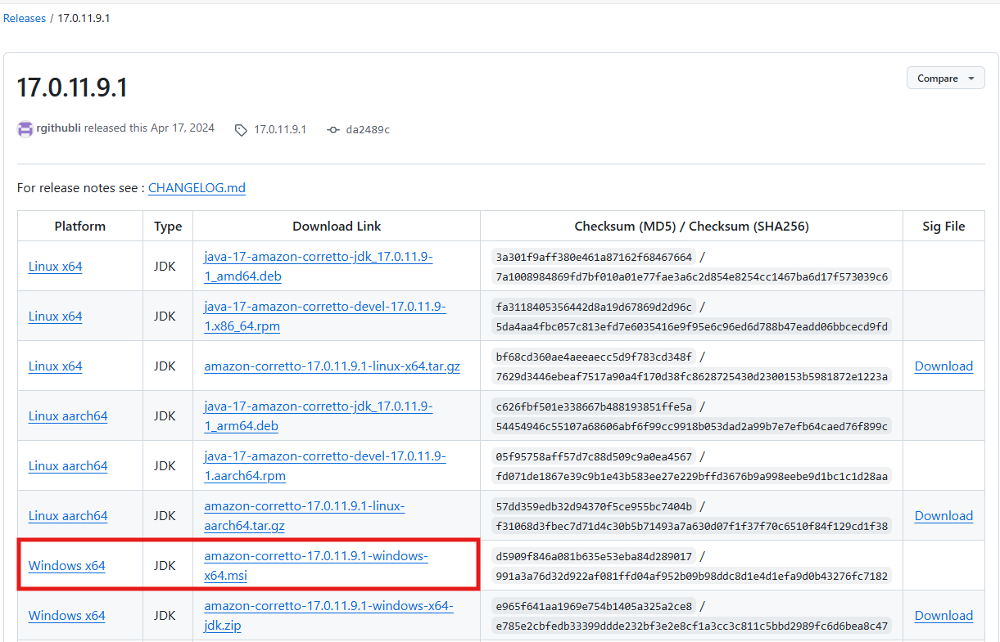 Releases / 17.0.11.9.1
17.0.11.9.1
Compare
rgithubli released this Apr 17, 2024 17.0.11.9.1 da2489c
For release notes see : CHANGELOG.md
Platform Type Download Link Checksum (MD5) / Checksum (SHA256) Sig File
Linux x64 JDK java-17-amazon-corretto-jdk_17.0.11.9-
1_amd64.deb
3a301f9aff380e461a87162f68467664 /
7a1008984869fd7bf010a01e77fae3a6c2d854e8254cc1467ba6d17f573039c6
Linux x64 JDK java-17-amazon-corretto-devel-17.0.11.9-
1.x86_64.rpm
fa3118405356442d8a19d67869d2d96c /
5da4aa4fbc057c813efd7e6035416e9f95e6c96ed6d788b47eadd06bbcecd9fd
Linux x64 JDK amazon-corretto-17.0.11.9.1-linux-x64.tar.gz
bf68cd360ae4aeeaecc5d9f783cd348f /
7629d3446ebeaf7517a90a4f170d38fc8628725430d2300153b5981872e1223a
Download
Linux aarch64 JDK java-17-amazon-corretto-jdk_17.0.11.9-
1_arm64.deb
c626fbf501e338667b488193851ffe5a /
54454946c55107a68606abf6f99cc9918b053dad2a99b7e7efb64caed76f899c
Linux aarch64 JDK java-17-amazon-corretto-devel-17.0.11.9-
1.aarch64.rpm
05f95758aff57d7c88d509c9a0ea4567 /
fd071de1867e39c9b1e43b583ee27e229bffd3676b9a998eebe9d1bc1c1d28aa
Linux aarch64 JDK amazon-corretto-17.0.11.9.1-linux-
aarch64.tar.gz
57dd359edb32d94370f5ce955bc7404b /
f31068d3fbec7d71d4c30b5b71493a7a630d07f1f37f70c6510f84f129cd1f38
Download
Windows x64 JDK amazon-corretto-17.0.11.9.1-windows-
x64.msi
d5909f846a081b635e53eba84d289017 /
991a3a76d32d922af081ffd04af952b09b98ddc8d1e4d1efa9d0b43276fc7182
Windows x64 JDK amazon-corretto-17.0.11.9.1-windows-x64-
jdk.zip
e965f641aa1969e754b1405a325a2ce8 /
e785e2cbfedb33399ddde232bf3e2e8cf1a3cc3c811c5bbd2989fc6d6bea8c47
Download